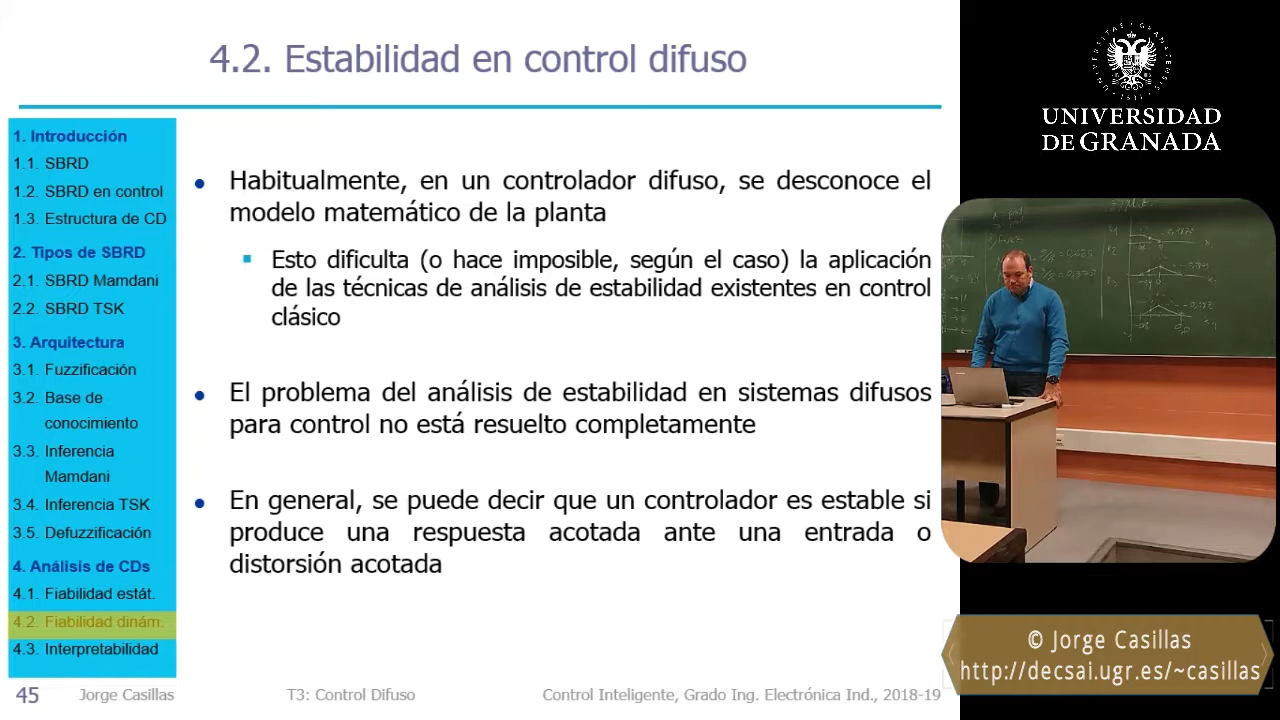 4.2. Estabilidad en control difuso
1. Introducción
1.1. SBRD
1.2. SBRD en control
1.3. Estructura de CD
2. Tipos de SBRD
2.1. SBRD Mamdani
2.2. SBRD TSK
3. Arquitectura
3.1. Fuzzificación
3.2. Base de
conocimiento
3.3. Inferencia
Mamdani
3.4. Inferencia TSK
3.5. Defuzzificación
4. Análisis de CDs
4.1. Fiabilidad estát.
4.2. Fiabilidad dinám.
4.3. Interpretabilidad
• Habitualmente, en un controlador difuso, se desconoce el
modelo matemático de la planta
▪ Esto dificulta (o hace imposible, según el caso) la aplicación
de las técnicas de análisis de estabilidad existentes en control
clásico
• El problema del análisis de estabilidad en sistemas difusos
para control no está resuelto completamente
• En general, se puede decir que un controlador es estable si
produce una respuesta acotada ante una entrada o
distorsión acotada
45 Jorge Casillas T3: Control Difuso Control Inteligente, Grado Ing. Electrónica Ind., 2018-19
UNIVERSIDAD
DE GRANADA
© Jorge Casillas
http://decsai.ugr.es/~casillas